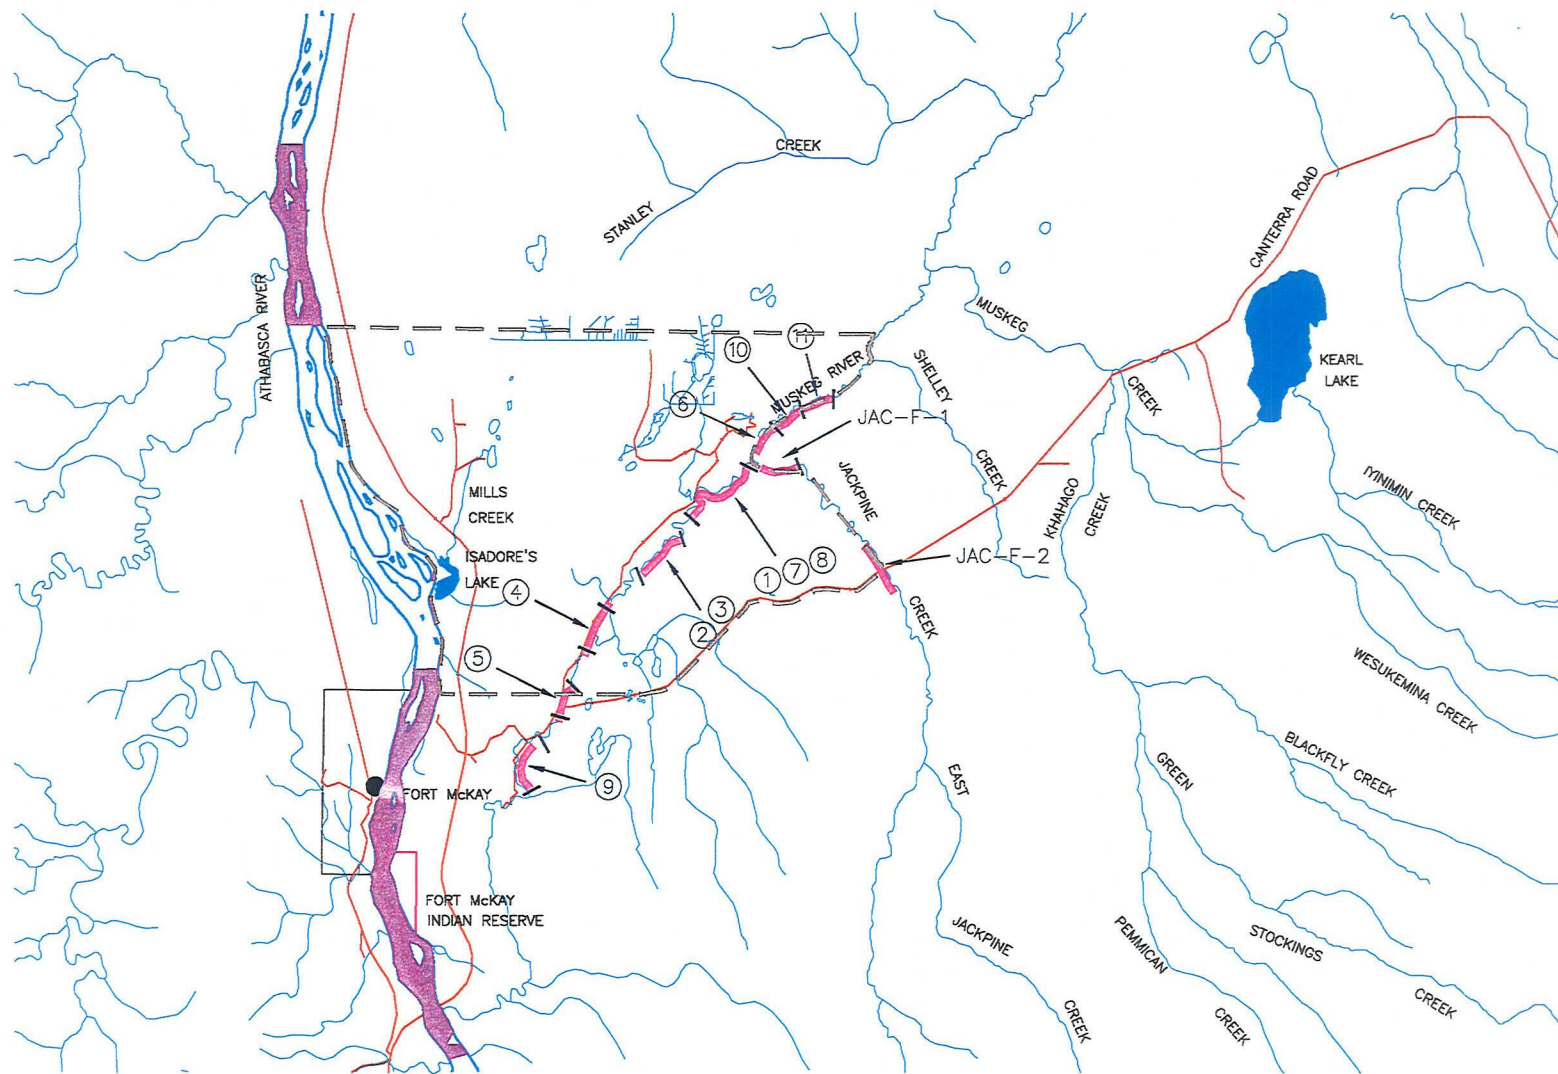 CREEK
STANLEY
CANTERRA ROAD
ATHABASCA RIVER
MUSKEG
CREEK
KEARL
LAKE
10
11
MUSKEG RIVER
SHELLEY
CREEK
6
JAC-F-1
JACKPINE
CREEK
KHAHAGO
CREEK
IYINIMIN CREEK
MILLS
CREEK
ISADORE'S
LAKE
4
1
7
8
JAC-F-2
2
3
5
WESUKEMINA CREEK
BLACKFLY CREEK
GREEN
EAST
9
FORT McKAY
FORT McKAY
INDIAN RESERVE
JACKPINE
CREEK
PEMMICAN
CREEK
STOCKINGS
CREEK